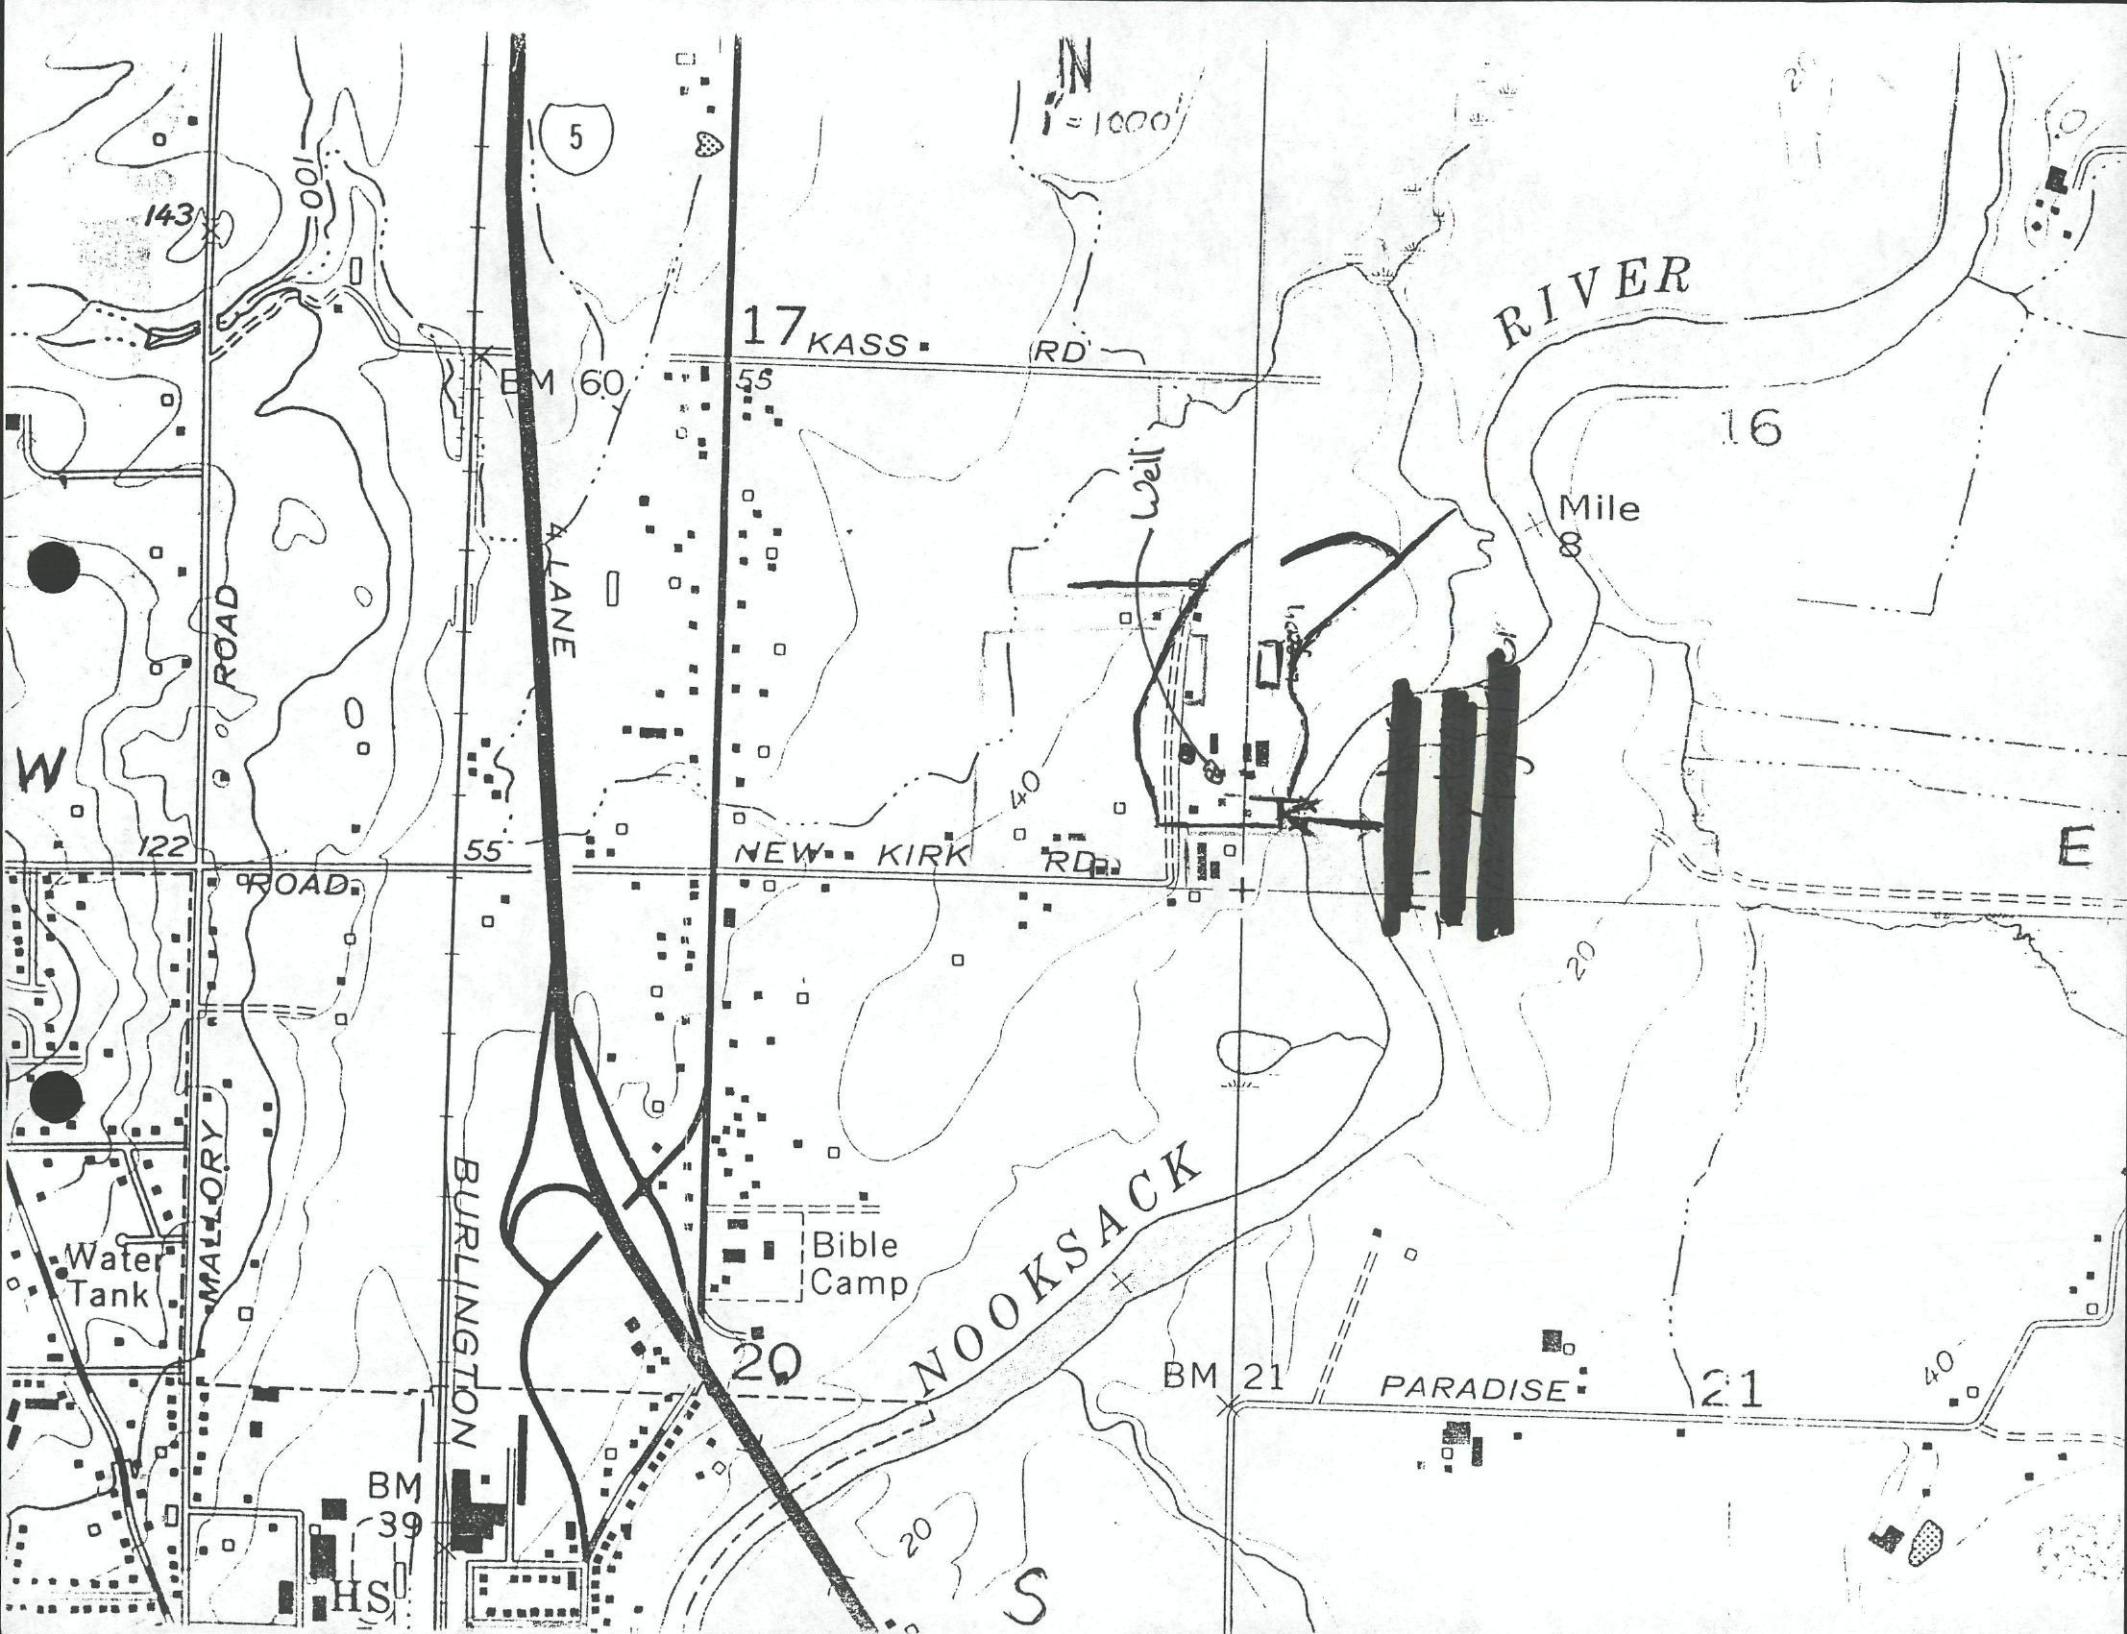 N
1" = 1000'
5
20
100
143
17
KASS
RD
RIVER
BM 60
55
16
Well
Mile
8
4 LANE
ROAD
W
40
122
55
NEW KIRK
RD
ROAD
E
20
MALLORY
BURLINGTON
NOOKSACK
Water
Tank
Bible
Camp
20
BM 21
PARADISE
21
40
BM
39
20
HS
S